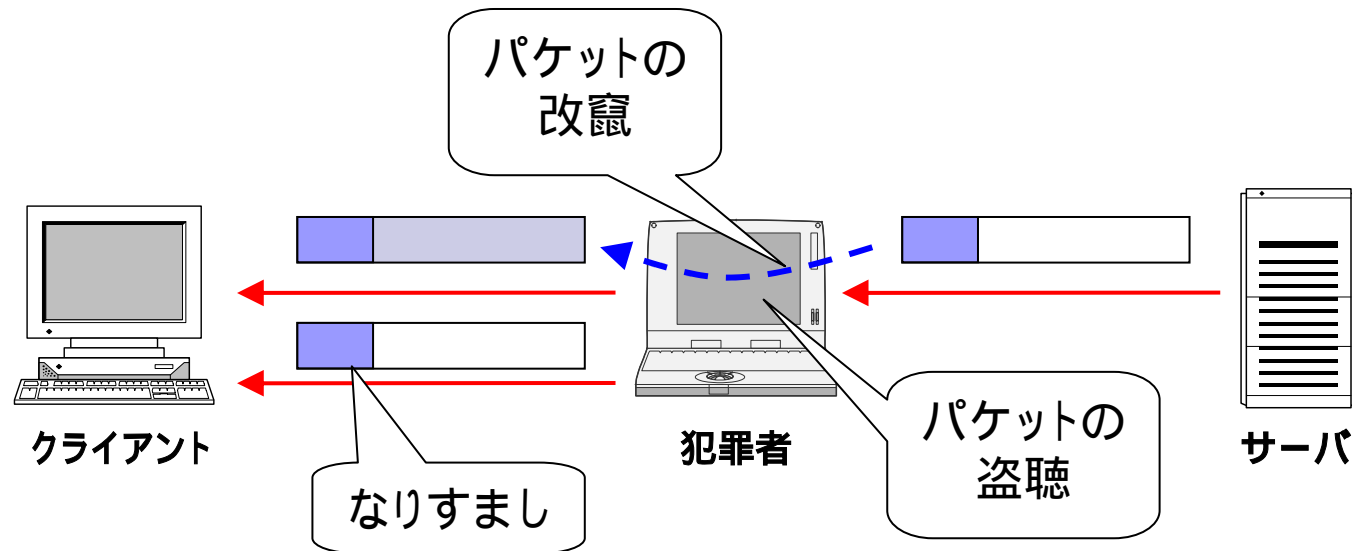 パケットの
改竄
クライアント
犯罪者
サーバ
パケットの
盗聴
なりすまし